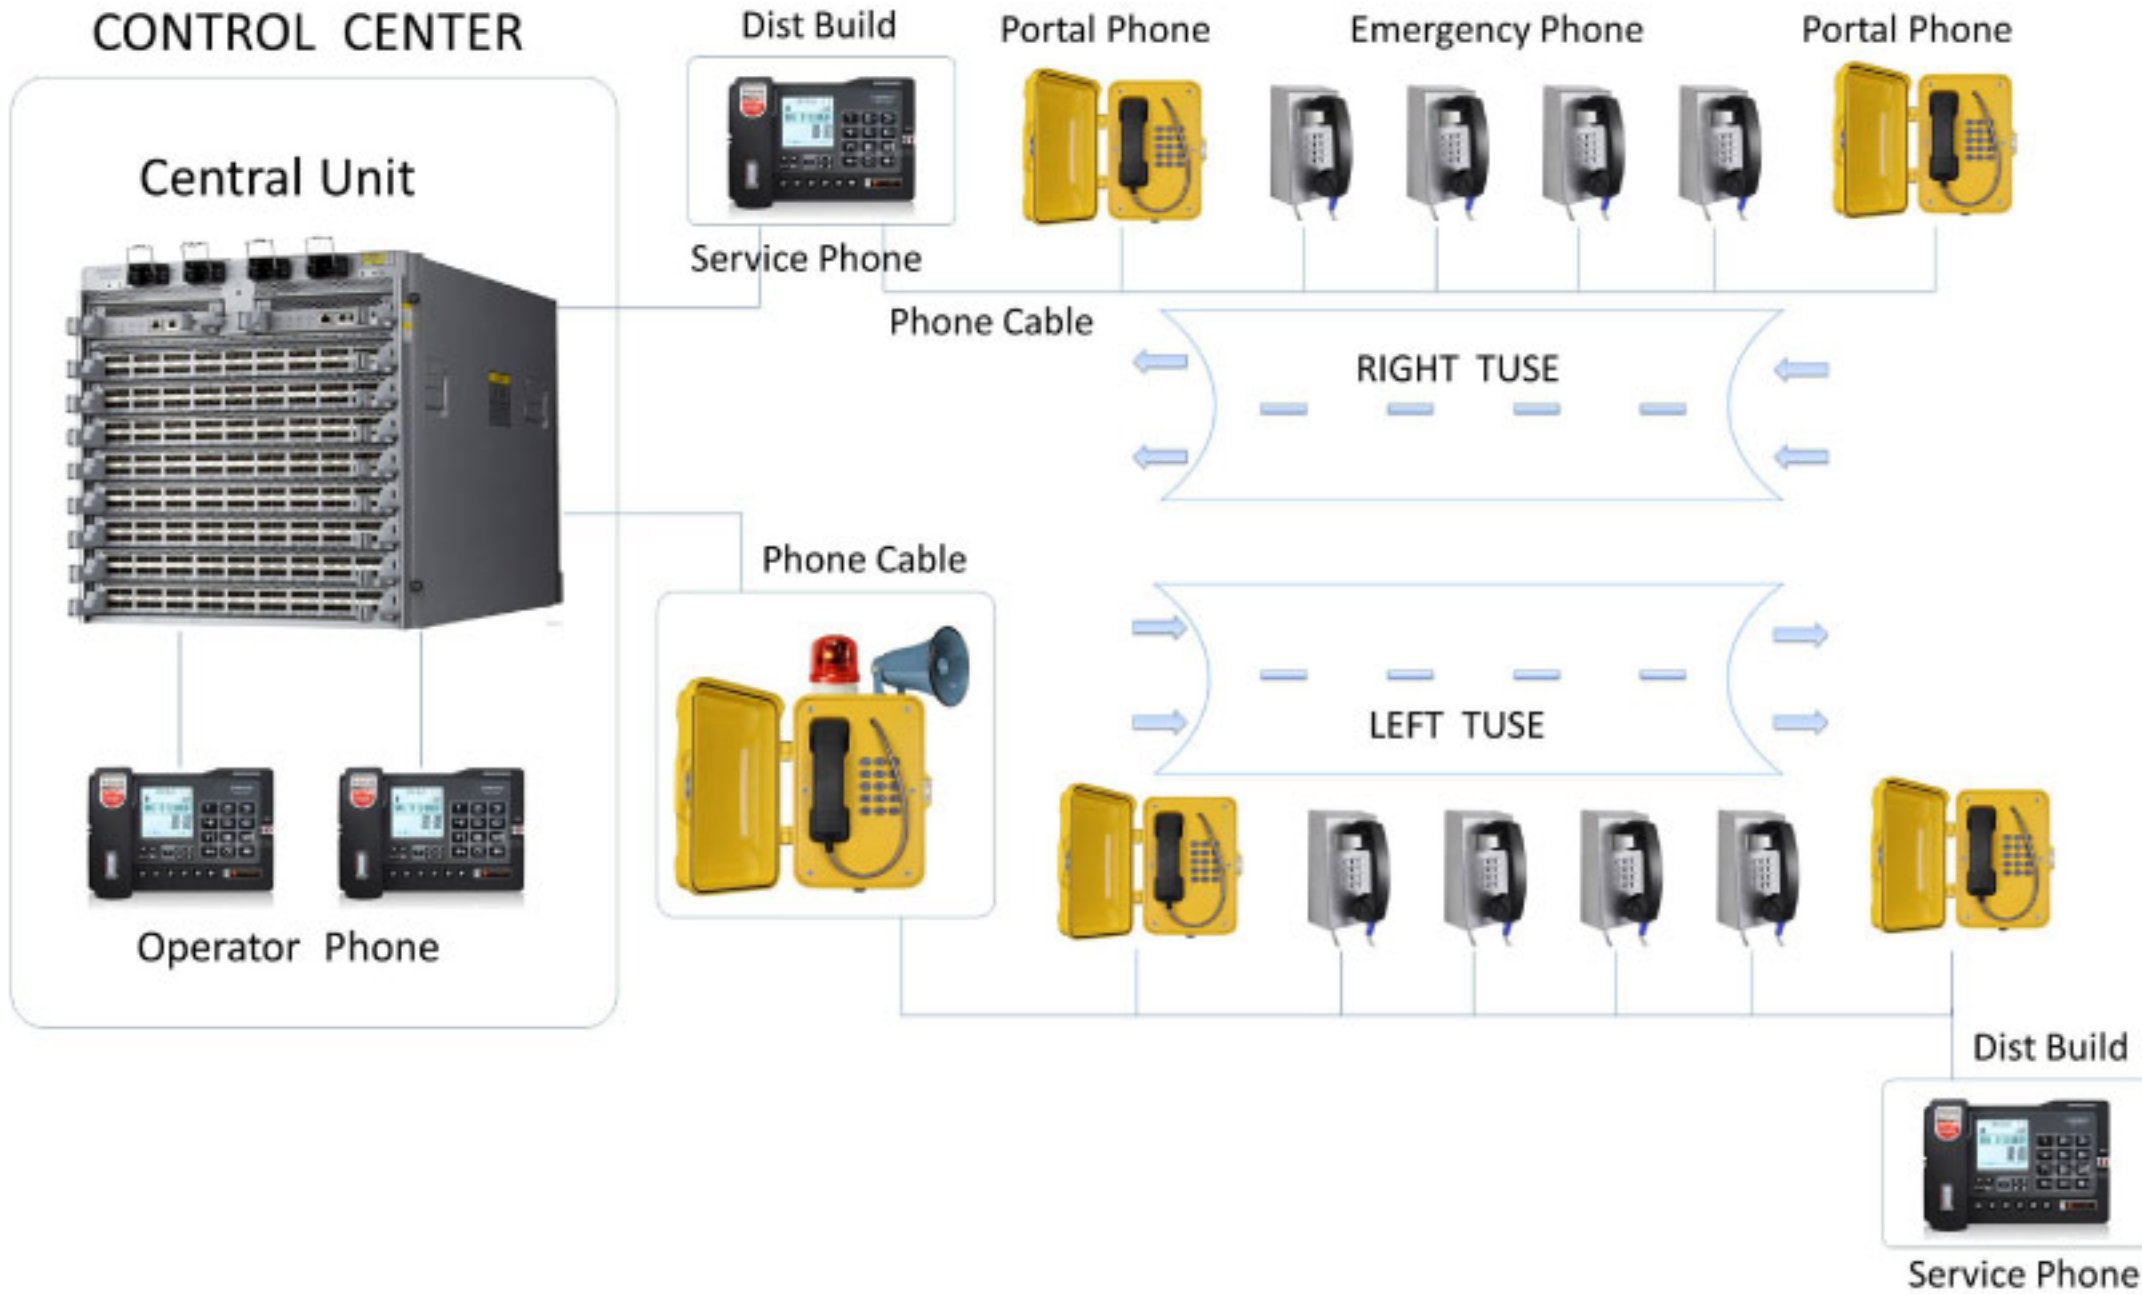 CONTROL CENTER
Dist Build
Portal Phone
Emergency Phone
Portal Phone
Central Unit
Service Phone
Phone Cable
RIGHT TUSE
Phone Cable
LEFT TUSE
Operator Phone
Dist Build
Service Phone